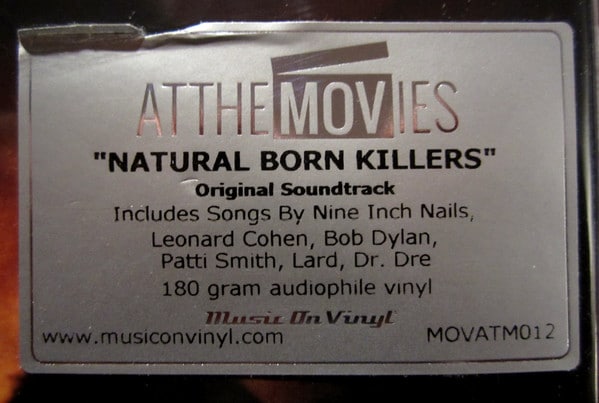 ATTHEMOVIES
"NATURAL BORN KILLERS"
Original Soundtrack
Includes Songs By Nine Inch Nails,
Leonard Cohen, Bob Dylan,
Patti Smith, Lard, Dr. Dre
180 gram audiophile vinyl
Music On Vinyl
www.musiconvinyl.com MOVATM012